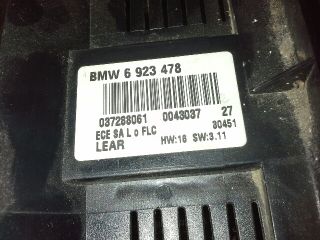 BMW 6 923 478
037288061 0043037 27
ECE SA L o FLC 30451
LEAR HW:16 SW:3.11